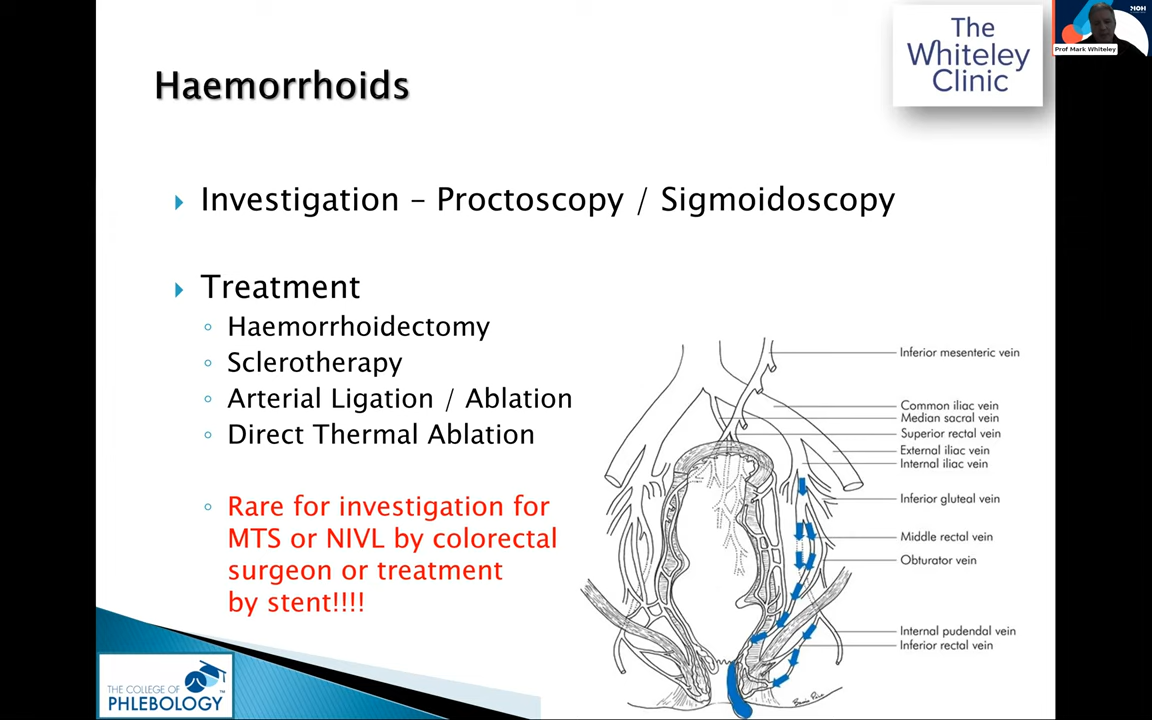 MOH
Prof Mark Whiteley
The
Whiteley
Clinic
Haemorrhoids
Investigation – Proctoscopy / Sigmoidoscopy
Treatment
Haemorrhoidectomy
Sclerotherapy
Arterial Ligation / Ablation
Direct Thermal Ablation
Rare for investigation for
MTS or NIVL by colorectal
surgeon or treatment
by stent!!!!
Inferior mesenteric vein
Common iliac vein
Median sacral vein
Superior rectal vein
External iliac vein
Internal iliac vein
Inferior gluteal vein
Middle rectal vein
Obturator vein
Internal pudendal vein
Inferior rectal vein
THE COLLEGE OF
PHLEBOLOGY
™